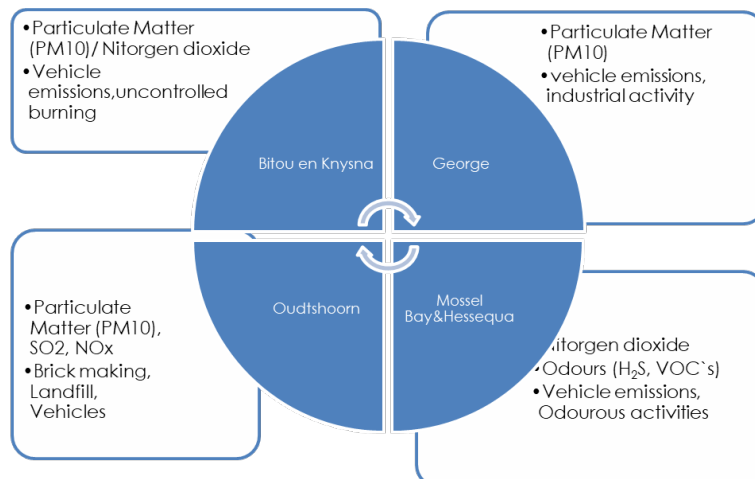 •Particulate Matter
(PM10)/ Nitorgen dioxide
•Vehicle
emissions,uncontrolled
burning
•Particulate Matter
(PM10)
•vehicle emissions,
industrial activity
Bitou en Knysna
George
Oudtshoorn
Mossel
Bay&Hessequa
•Particulate
Matter (PM10),
SO2, NOx
•Brick making,
Landfill,
Vehicles
Nitorgen dioxide
•Odours (H₂S, VOC`s)
•Vehicle emissions,
Odourous activities